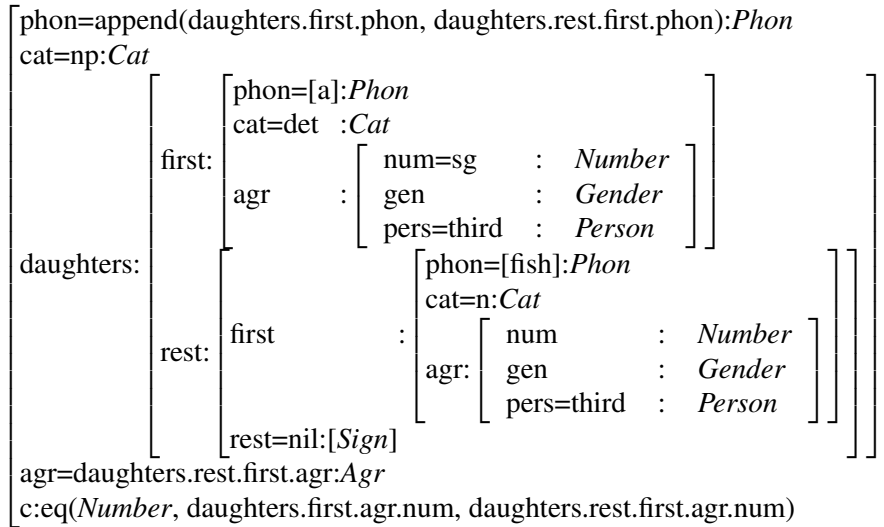 phon=append(daughters.first.phon, daughters.rest.first.phon):Phon
cat=np:Cat
phon=[a]:Phon
cat=det :Cat
first:
agr :
num=sg : Number
gen : Gender
pers=third : Person
daughters:
phon=[fish]:Phon
cat=n:Cat
rest:
first :
agr:
num : Number
gen : Gender
pers=third : Person
rest=nil:[Sign]
agr=daughters.rest.first.agr:Agr
c:eq(Number, daughters.first.agr.num, daughters.rest.first.agr.num)